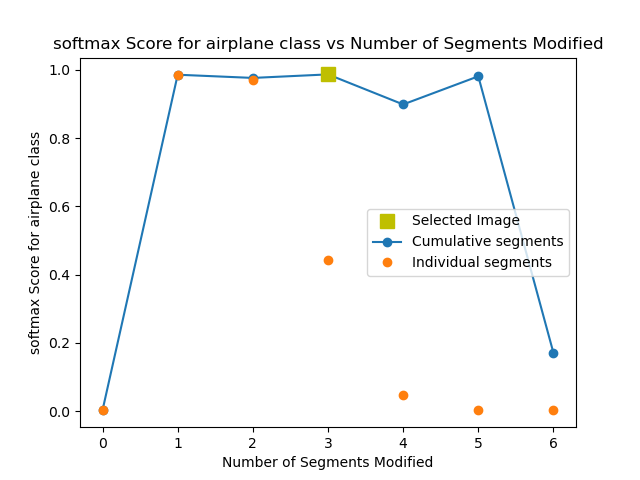 softmax Score for airplane class vs Number of Segments Modified
softmax Score for airplane class
1.0
0.8
0.6
0.4
0.2
0.0
Selected Image
Cumulative segments
Individual segments
0 1 2 3 4 5 6
Number of Segments Modified